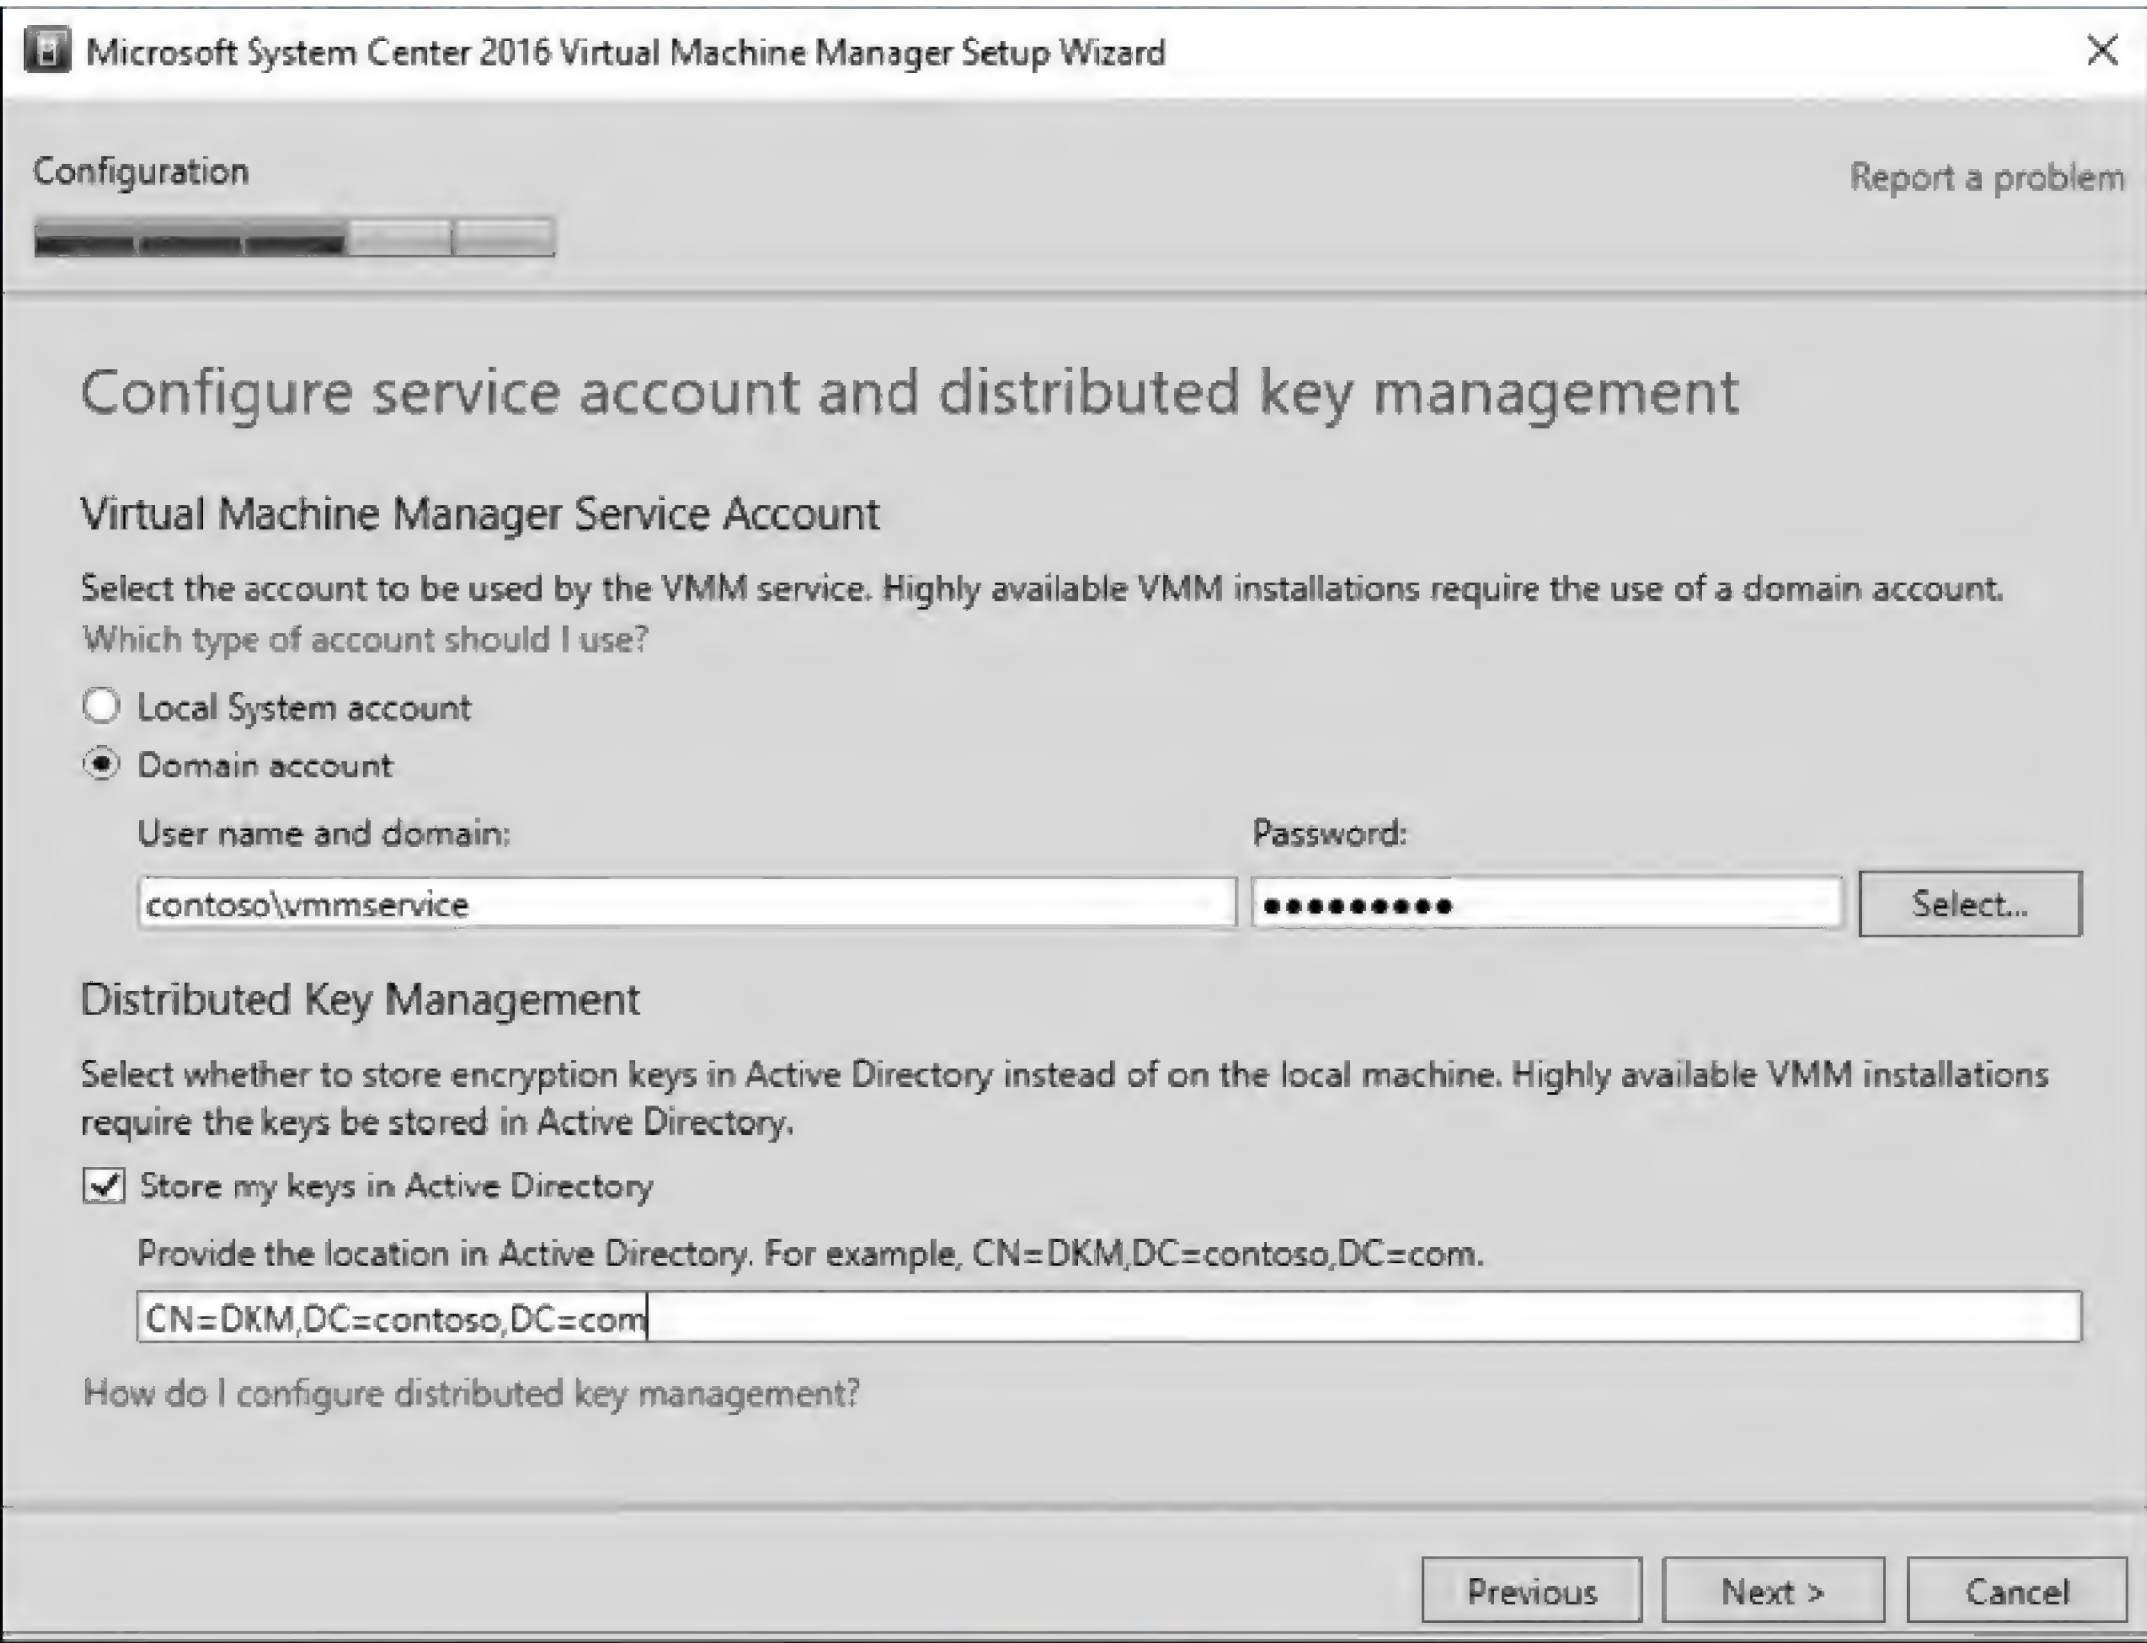 Microsoft System Center 2016 Virtual Machine Manager Setup Wizard
Configuration
Report a problem
Configure service account and distributed key management
Virtual Machine Manager Service Account
Select the account to be used by the VMM service. Highly available VMM installations require the use of a domain account.
Which type of account should I use?
Local System account
Domain account
User name and domain:
Password:
contoso\vmmservice
●●●●●●●●●
Select...
Distributed Key Management
Select whether to store encryption keys in Active Directory instead of on the local machine. Highly available VMM installations
require the keys be stored in Active Directory.
Store my keys in Active Directory
Provide the location in Active Directory. For example, CN=DKM,DC=contoso,DC=com.
CN=DKM,DC=contoso,DC=com
How do I configure distributed key management?
Previous
Next >
Cancel